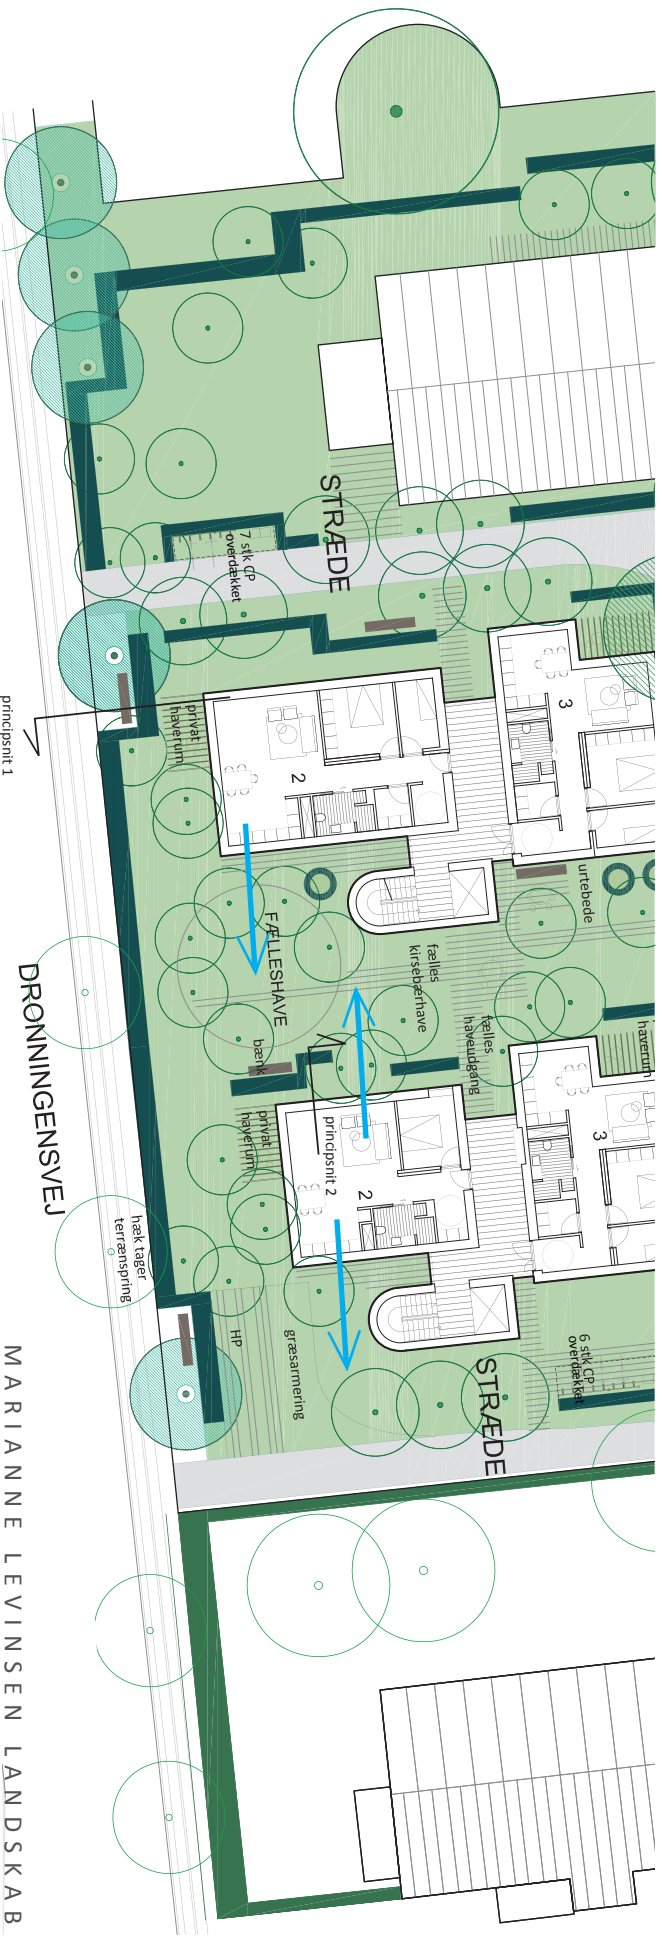 STRÆDE
7 stk CP
overdækket
principsnit 1
privat
haverum
2
3
urtebede
FÆLLESHAVE
fælles
kirsebærhave
fælles
haveudgang
haverum
bænk
privat
haverum
principsnit 2
2
3
DRONNINGENSVEJ
hæk tager
terrænspring
HP
græsarmering
STRÆDE
6 stk CP
overdækket
MARIANNE LEVINSEN LANDSKAB